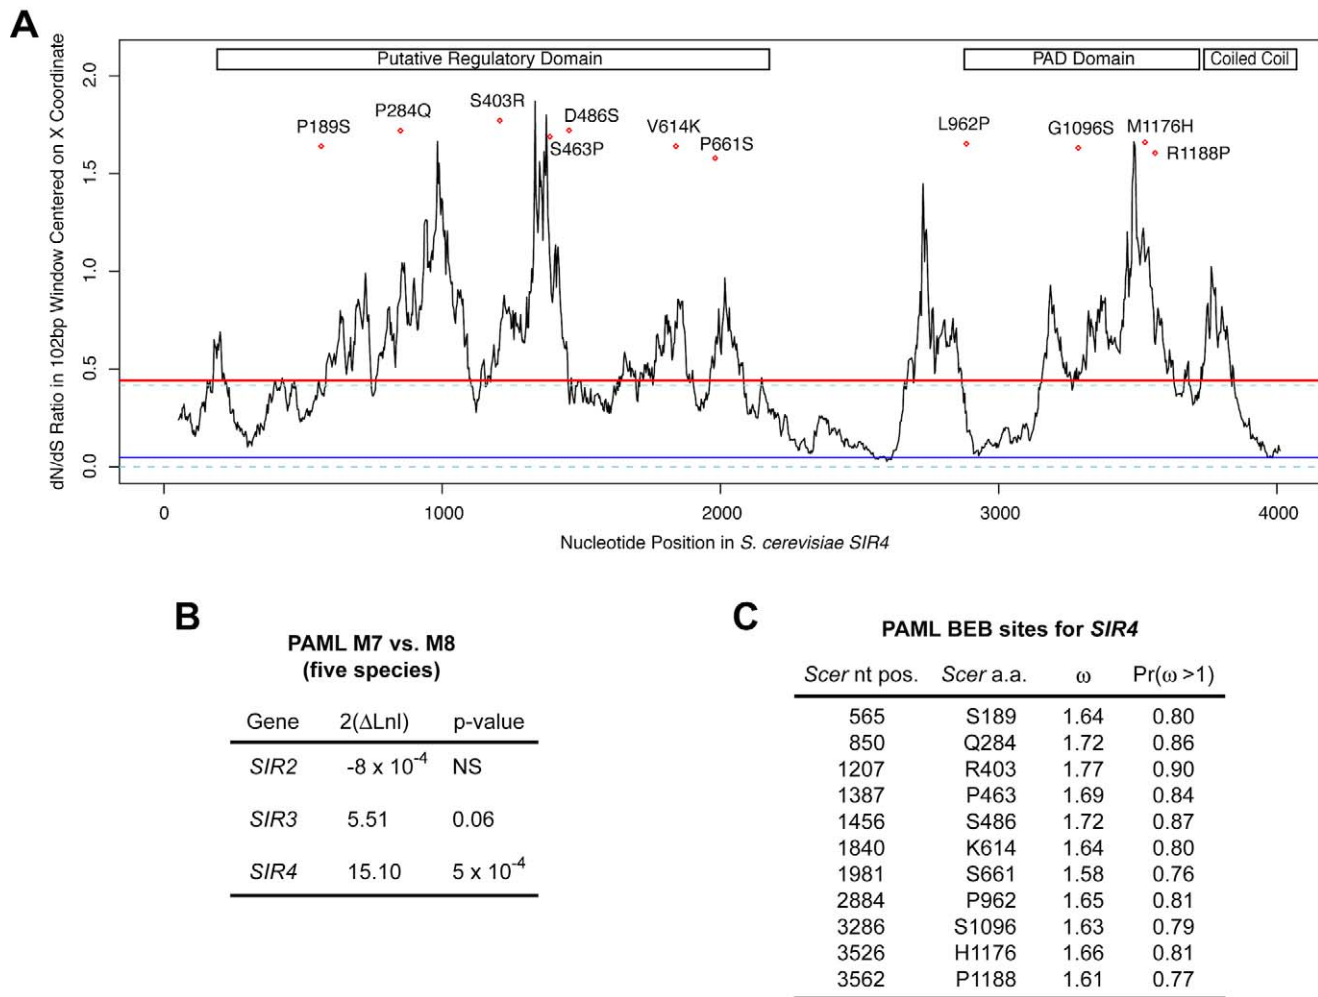 A
Putative Regulatory Domain
PAD Domain
Coiled Coil
dN/dS Ratio in 102bp Window Centered on X Coordinate
2.0
1.5
1.0
0.5
0.0
P189S
P284Q
S403R
D486S
S463P
V614K
P661S
L962P
G1096S
M1176H
R1188P
0 1000 2000 3000 4000
Nucleotide Position in S. cerevisiae SIR4
B
PAML M7 vs. M8
(five species)
Gene 2(ΔLnl) p-value
SIR2 -8 x 10⁻⁴ NS
SIR3 5.51 0.06
SIR4 15.10 5 x 10⁻⁴
C
PAML BEB sites for SIR4
Scer nt pos. Scer a.a. ω Pr(ω >1)
565 S189 1.64 0.80
850 Q284 1.72 0.86
1207 R403 1.77 0.90
1387 P463 1.69 0.84
1456 S486 1.72 0.87
1840 K614 1.64 0.80
1981 S661 1.58 0.76
2884 P962 1.65 0.81
3286 S1096 1.63 0.79
3526 H1176 1.66 0.81
3562 P1188 1.61 0.77